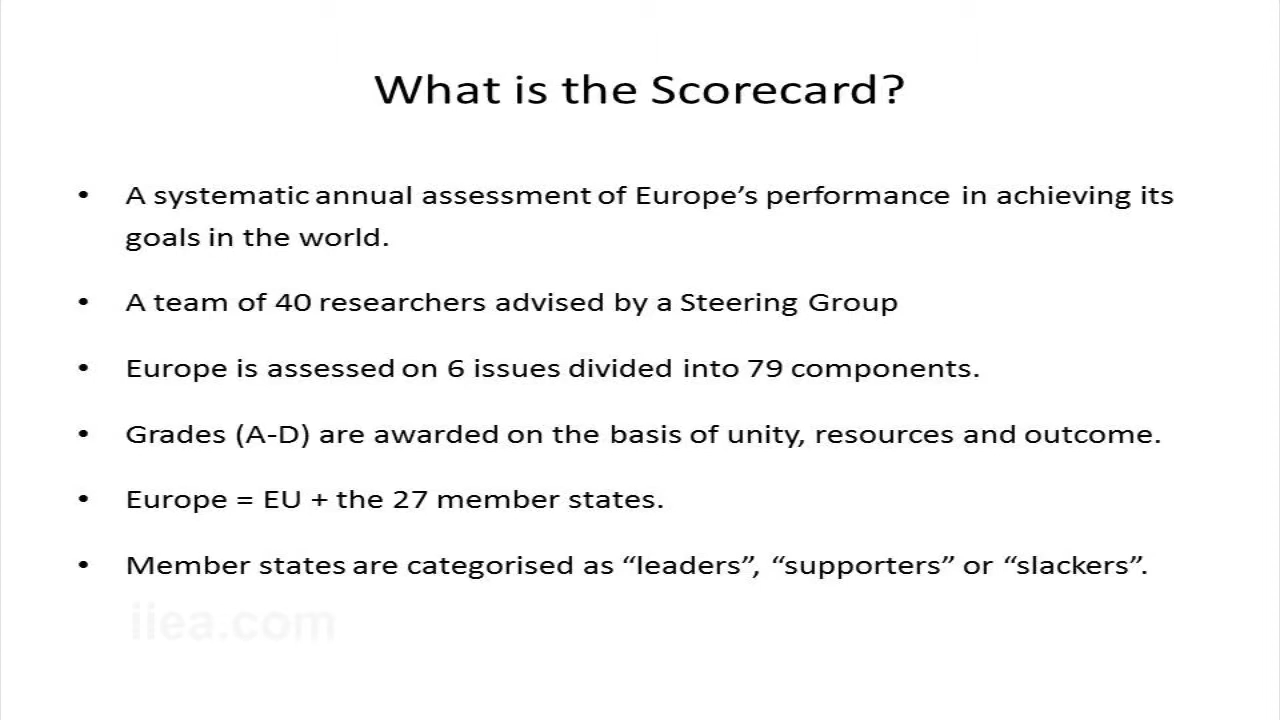 What is the Scorecard?
• A systematic annual assessment of Europe’s performance in achieving its
goals in the world.
• A team of 40 researchers advised by a Steering Group
• Europe is assessed on 6 issues divided into 79 components.
• Grades (A-D) are awarded on the basis of unity, resources and outcome.
• Europe = EU + the 27 member states.
• Member states are categorised as “leaders”, “supporters” or “slackers”.
iiea.com